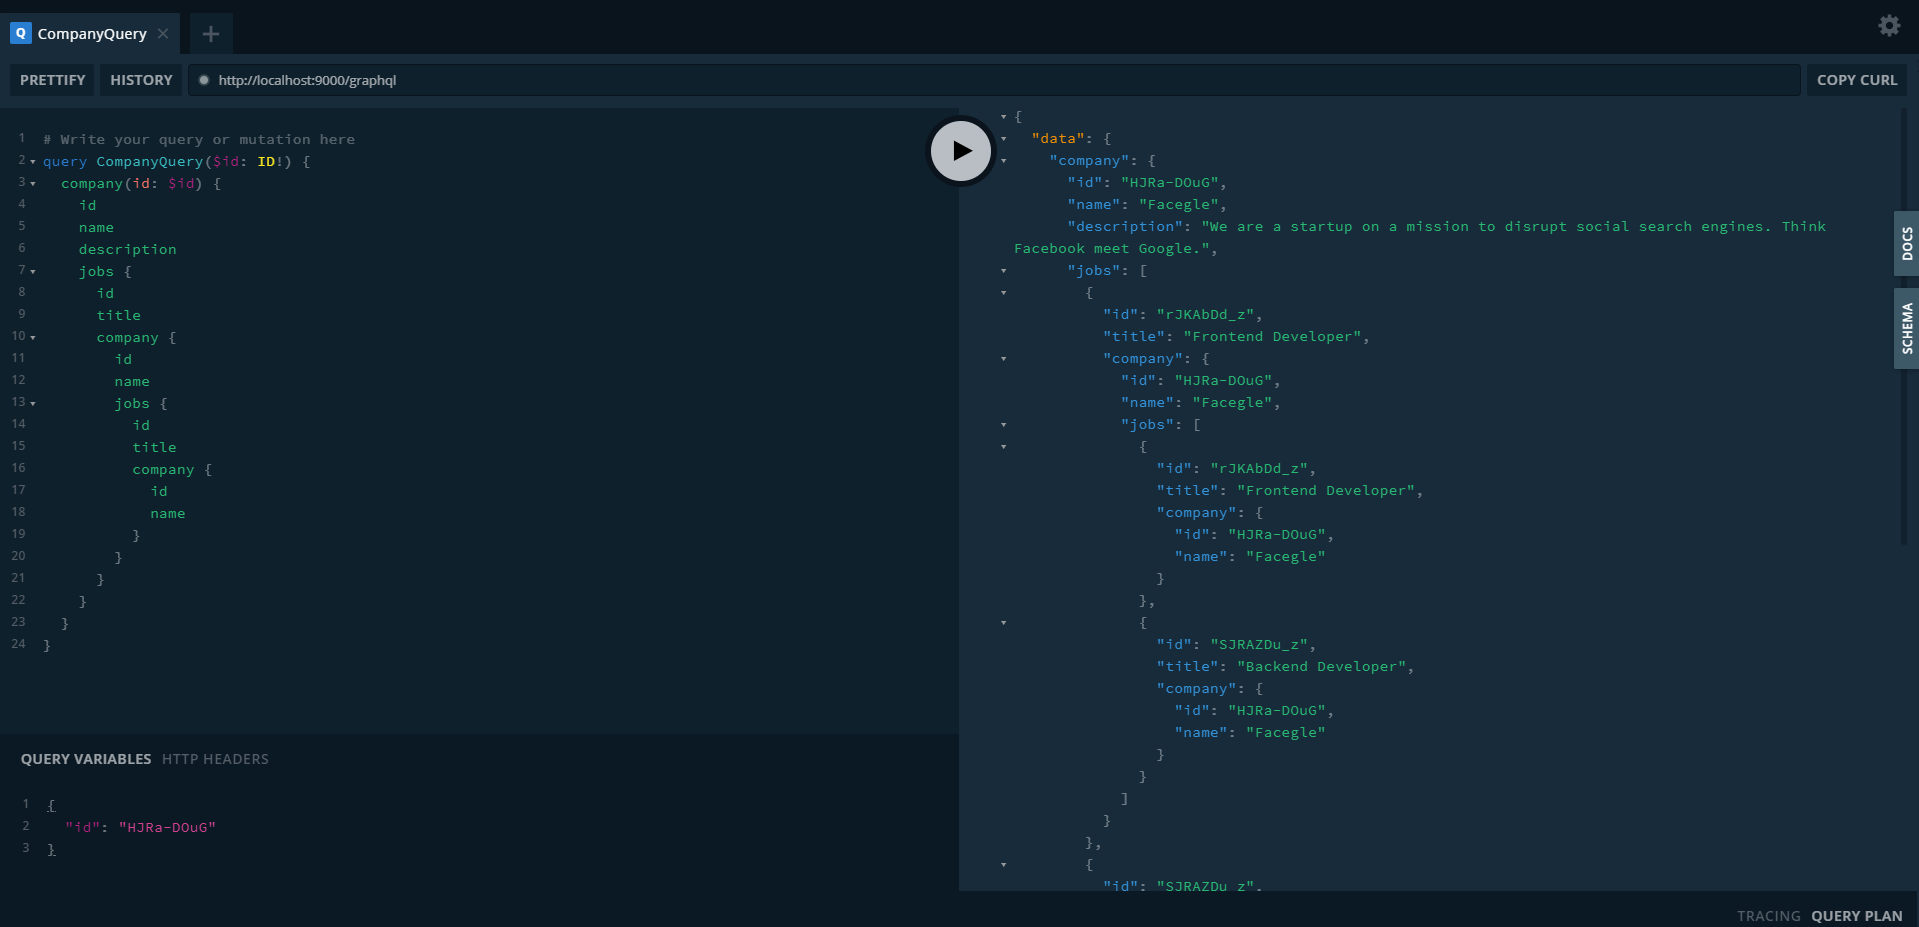 Q CompanyQuery
PRETTIFY HISTORY http://localhost:9000/graphql COPY CURL
1 # Write your query or mutation here
2 query CompanyQuery($id: ID!) {
3 company(id: $id) {
4 id
5 name
6 description
7 jobs {
8 id
9 title
10 company {
11 id
12 name
13 jobs {
14 id
15 title
16 company {
17 id
18 name
19 }
20 }
21 }
22 }
23 }
24 }
QUERY VARIABLES HTTP HEADERS
1 {
2 "id": "HJRa-DOuG"
3 }
{
"data": {
"company": {
"id": "HJRa-DOuG",
"name": "Facegle",
"description": "We are a startup on a mission to disrupt social search engines. Think
Facebook meet Google.",
"jobs": [
{
"id": "rJKAbDd_z",
"title": "Frontend Developer",
"company": {
"id": "HJRa-DOuG",
"name": "Facegle",
"jobs": [
{
"id": "rJKAbDd_z",
"title": "Frontend Developer",
"company": {
"id": "HJRa-DOuG",
"name": "Facegle"
}
},
{
"id": "SJRAZDu_z",
"title": "Backend Developer",
"company": {
"id": "HJRa-DOuG",
"name": "Facegle"
}
}
]
}
},
{
"id": "SJRAZDu_z",
DOCS
SCHEMA
TRACING QUERY PLAN